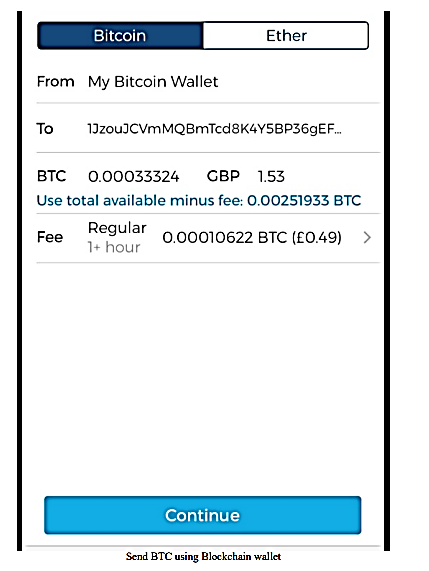 Bitcoin Ether
From My Bitcoin Wallet
To 1JzouJCVmMQBmTcd8K4Y5BP36gEF...
BTC 0.00033324 GBP 1.53
Use total available minus fee: 0.00251933 BTC
Fee Regular 0.00010622 BTC (£0.49) >
1+ hour
Continue
Send BTC using Blockchain wallet